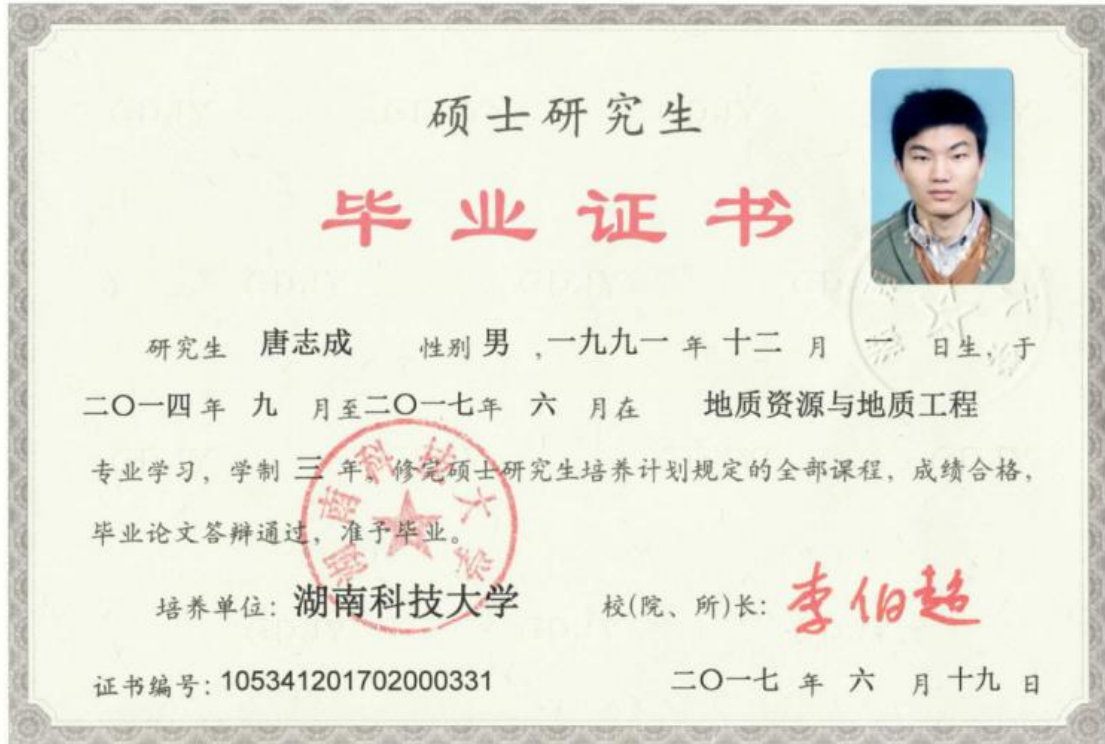 硕士研究生
毕业证书
研究生 唐志成 性别 男 ,一九九一 年 十二 月 一 日生,于
二〇一四 年 九 月至二〇一七年 六 月在 地质资源与地质工程
专业学习,学制 三 年,修完硕士研究生培养计划规定的全部课程,成绩合格,
毕业论文答辩通过,准予毕业。
湖南科技大学
培养单位:湖南科技大学 校(院、所)长:李伯超
证书编号:105341201702000331 二〇一七 年 六 月 十九 日